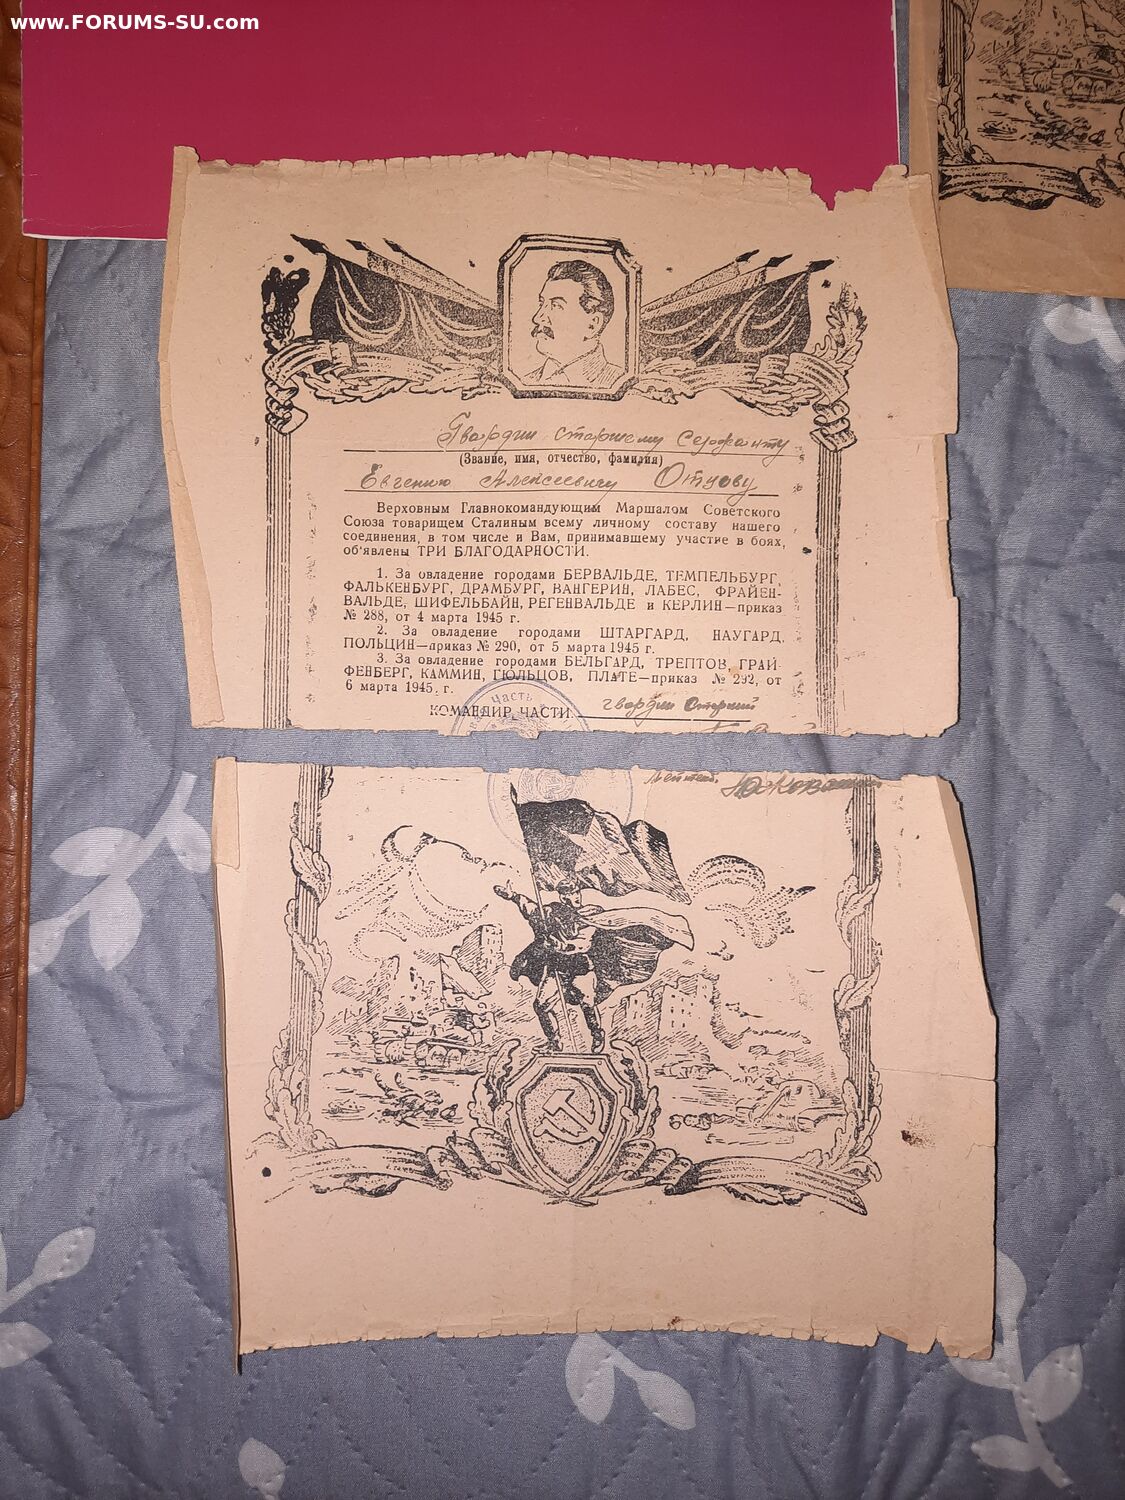 www.FORUMS-SU.com
Гвардии старшему сержанту
(Звание, имя, отчество, фамилия)
Евгению Алексеевичу
Верховным Главнокомандующим Маршалом Советского
Союза товарищем Сталиным всему личному составу нашего
соединения, в том числе и Вам, принимавшему участие в боях,
об'явлены ТРИ БЛАГОДАРНОСТИ.
1. За овладение городами БЕРВАЛЬДЕ, ТЕМПЕЛЬБУРГ,
ФАЛЬКЕНБУРГ, ДРАМБУРГ, ВАНГЕРИН, ЛАБЕС, ФРАЙЕН-
ВАЛЬДЕ, ШИФЕЛЬБАЙН, РЕГЕНВАЛЬДЕ и КЕРЛИН—приказ
№ 288, от 4 марта 1945 г.
2. За овладение городами ШТАРГАРД, НАУГАРД,
ПОЛЬЦИН—приказ № 290, от 5 марта 1945 г.
3. За овладение городами БЕЛЬГАРД, ТРЕПТОВ, ГРАЙ-
ФЕНБЕРГ, КАММИН, ГЮЛЬЦОВ, ПЛАТЕ—приказ № 292, от
6 марта 1945 г.
Часть
КОМАНДИР ЧАСТИ гвардии Старший